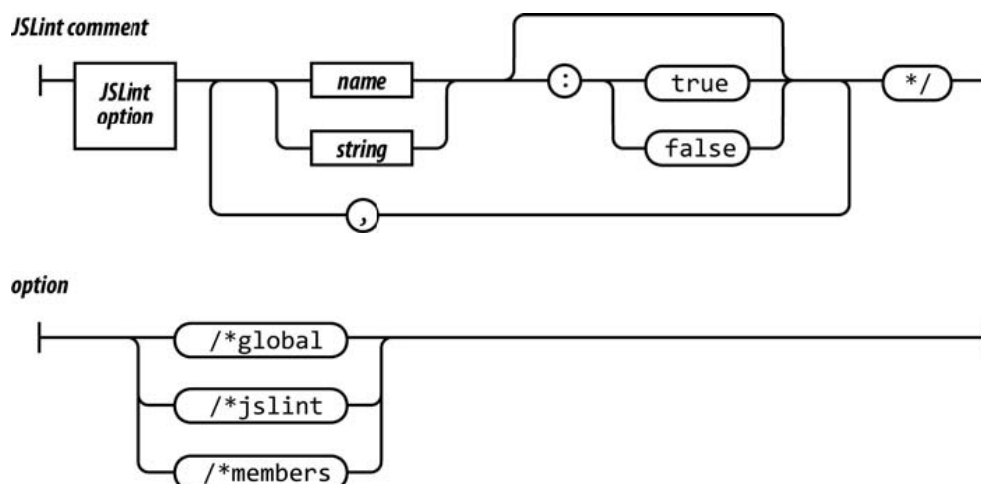 JSLint comment
JSLint
option
name
:
true
*/
string
false
,
option
/*global
/*jslint
/*members